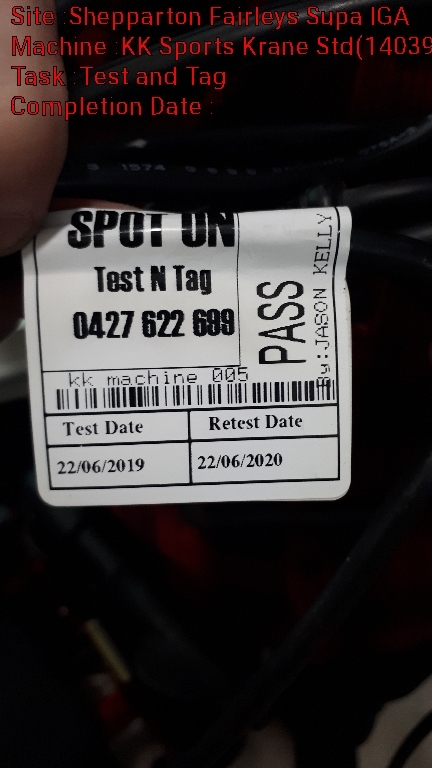 Site :Shepparton Fairleys Supa IGA
Machine :KK Sports Krane Std(14039
Task :Test and Tag
Completion Date :
1574
SPOT ON
Test N Tag
0427 622 699
PASS
By:JASON KELLY
kk machine 005
Test Date
Retest Date
22/06/2019
22/06/2020